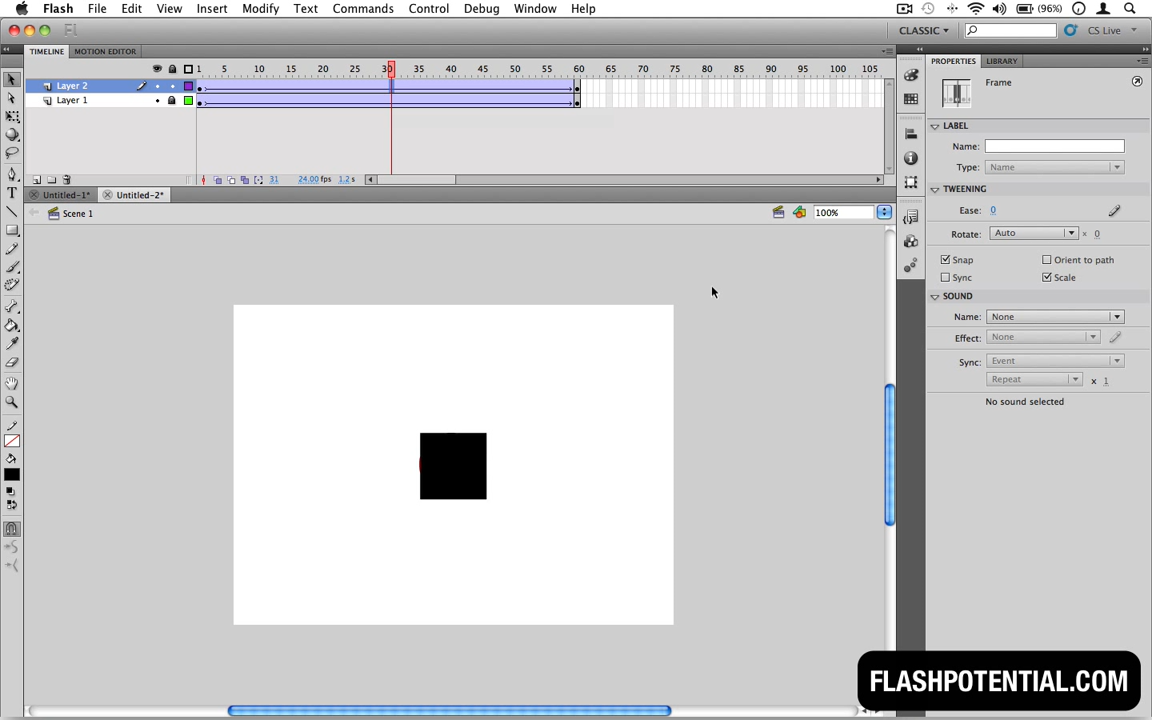 Flash File Edit View Insert Modify Text Commands Control Debug Window Help (96%)
Fl CLASSIC CS Live
TIMELINE MOTION EDITOR PROPERTIES LIBRARY
1 5 10 15 20 25 30 35 40 45 50 55 60 65 70 75 80 85 90 95 100 105
Layer 2
Layer 1
31 24.00 fps 1.2 s
Untitled-1* Untitled-2*
Scene 1 100%
Frame
LABEL
Name:
Type: Name
TWEENING
Ease: 0
Rotate: Auto x 0
Snap Orient to path
Sync Scale
SOUND
Name: None
Effect: None
Sync: Event
Repeat x 1
No sound selected
T
FLASHPOTENTIAL.COM